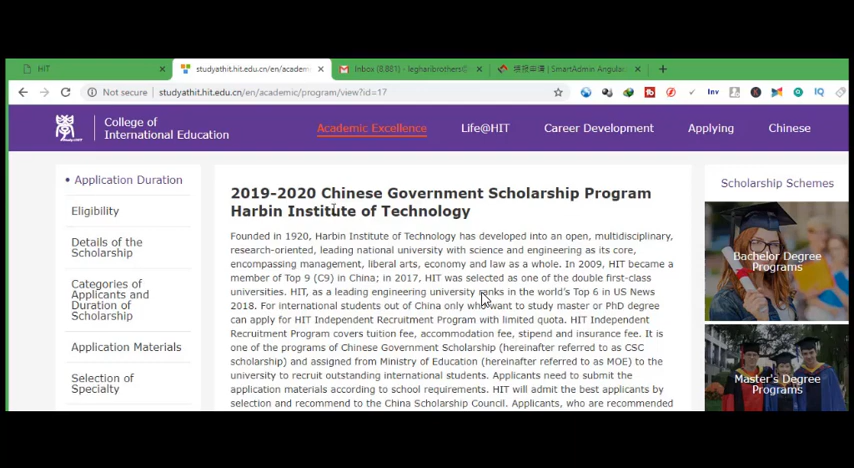 HIT
studyathit.hit.edu.cn/en/academ
Inbox (8,881) - legharibrothers@
填报申请 | SmartAdmin Angular
Not secure | studyathit.hit.edu.cn/en/academic/program/view?id=17
Inv
IQ
College of
International Education
Academic Excellence
Life@HIT
Career Development
Applying
Chinese
• Application Duration
Eligibility
Details of the
Scholarship
Categories of
Applicants and
Duration of
Scholarship
Application Materials
Selection of
Specialty
2019-2020 Chinese Government Scholarship Program
Harbin Institute of Technology
Founded in 1920, Harbin Institute of Technology has developed into an open, multidisciplinary,
research-oriented, leading national university with science and engineering as its core,
encompassing management, liberal arts, economy and law as a whole. In 2009, HIT became a
member of Top 9 (C9) in China; in 2017, HIT was selected as one of the double first-class
universities. HIT, as a leading engineering university ranks in the world's Top 6 in US News
2018. For international students out of China only who want to study master or PhD degree
can apply for HIT Independent Recruitment Program with limited quota. HIT Independent
Recruitment Program covers tuition fee, accommodation fee, stipend and insurance fee. It is
one of the programs of Chinese Government Scholarship (hereinafter referred to as CSC
scholarship) and assigned from Ministry of Education (hereinafter referred to as MOE) to the
university to recruit outstanding international students. Applicants need to submit the
application materials according to school requirements. HIT will admit the best applicants by
selection and recommend to the China Scholarship Council. Applicants, who are recommended
Scholarship Schemes
Bachelor Degree
Programs
Master's Degree
Programs